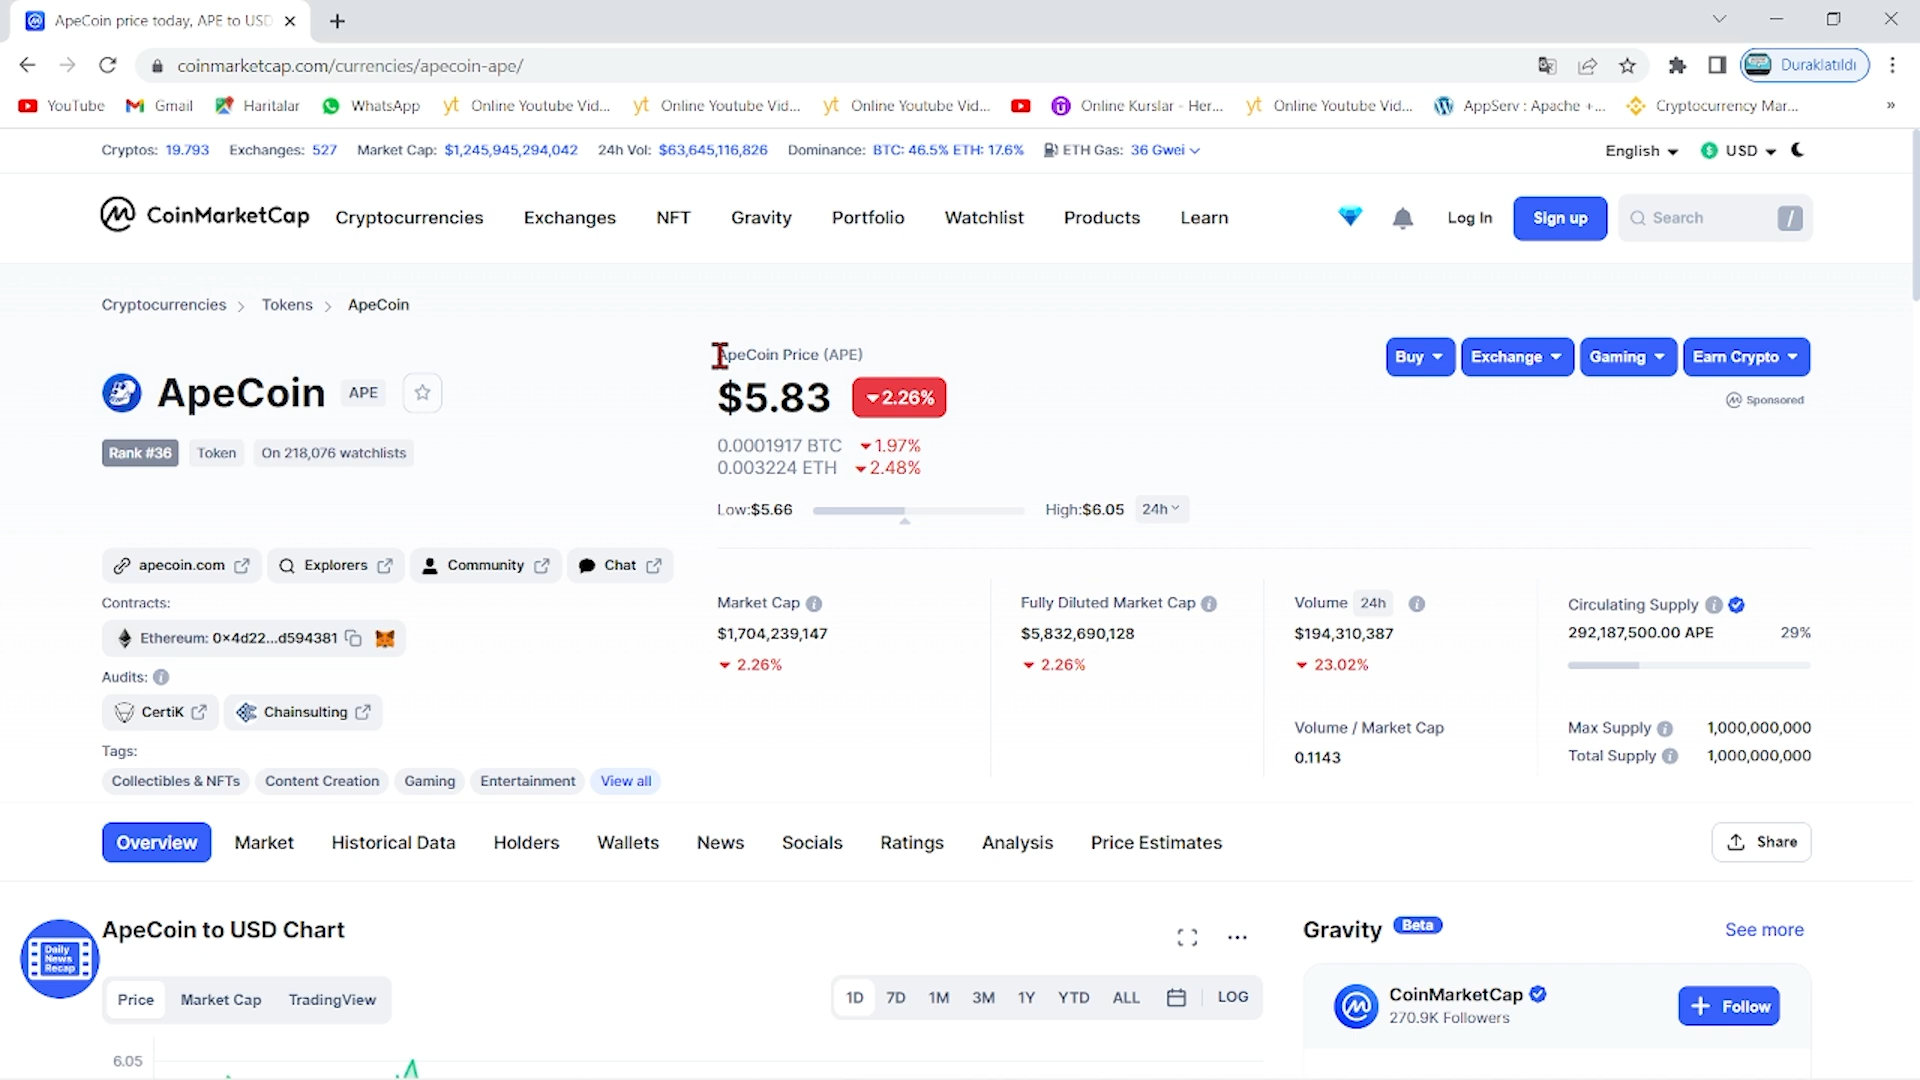 ApeCoin price today, APE to USD
coinmarketcap.com/currencies/apecoin-ape/
Duraklatıldı
YouTube Gmail Haritalar WhatsApp Online Youtube Vid... Online Youtube Vid... Online Youtube Vid... Online Kurslar - Her... Online Youtube Vid... AppServ : Apache +... Cryptocurrency Mar... »
Cryptos: 19.793 Exchanges: 527 Market Cap: $1,245,945,294,042 24h Vol: $63,645,116,826 Dominance: BTC: 46.5% ETH: 17.6% ETH Gas: 36 Gwei
English USD
CoinMarketCap Cryptocurrencies Exchanges NFT Gravity Portfolio Watchlist Products Learn
Log In Sign up Search /
Cryptocurrencies > Tokens > ApeCoin
ApeCoin APE
Rank #36 Token On 218,076 watchlists
ApeCoin Price (APE)
$5.83 2.26%
0.0001917 BTC 1.97%
0.003224 ETH 2.48%
Low:$5.66 High:$6.05 24h
Buy Exchange Gaming Earn Crypto
Sponsored
apecoin.com Explorers Community Chat
Contracts:
Ethereum: 0x4d22...d594381
Audits:
CertiK Chainsulting
Tags:
Collectibles & NFTs Content Creation Gaming Entertainment View all
Market Cap
$1,704,239,147
2.26%
Fully Diluted Market Cap
$5,832,690,128
2.26%
Volume 24h
$194,310,387
23.02%
Volume / Market Cap
0.1143
Circulating Supply
292,187,500.00 APE 29%
Max Supply 1,000,000,000
Total Supply 1,000,000,000
Overview Market Historical Data Holders Wallets News Socials Ratings Analysis Price Estimates
Share
Daily
News
Recap
ApeCoin to USD Chart
Price Market Cap TradingView
1D 7D 1M 3M 1Y YTD ALL LOG
6.05
Gravity Beta See more
CoinMarketCap
270.9K Followers
+ Follow